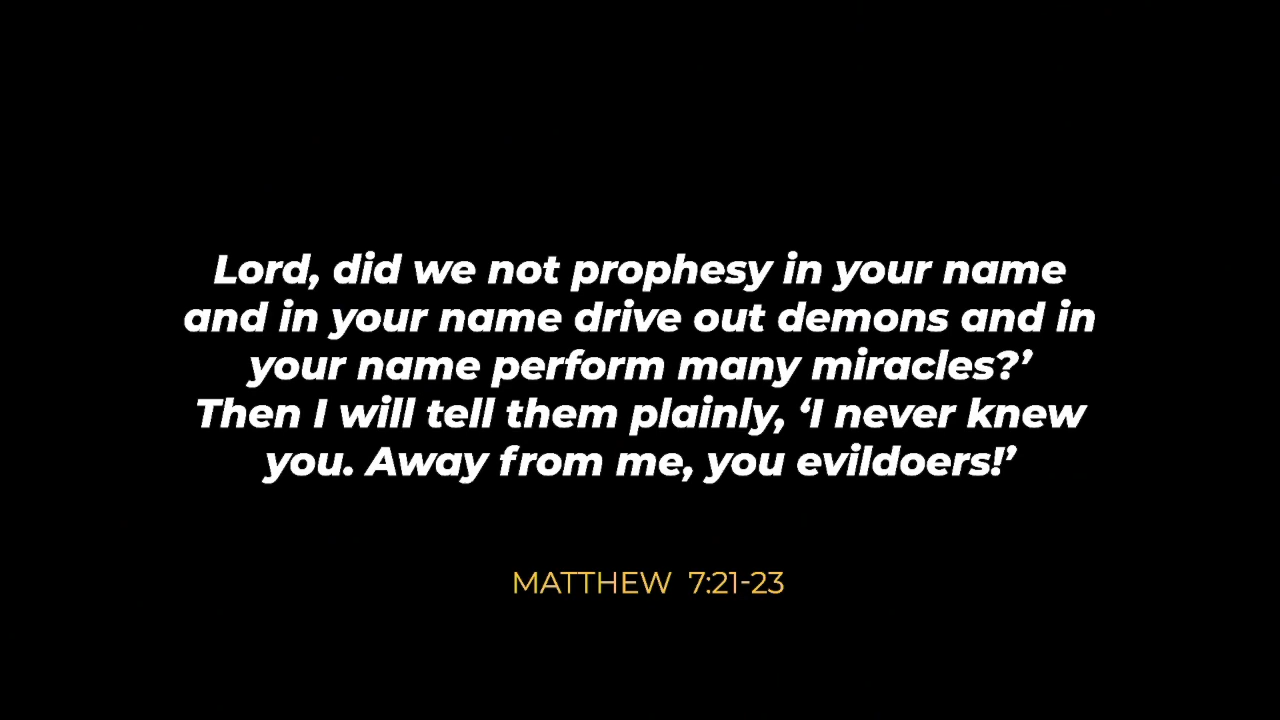 Lord, did we not prophesy in your name
and in your name drive out demons and in
your name perform many miracles?’
Then I will tell them plainly, ‘I never knew
you. Away from me, you evildoers!’
MATTHEW 7:21-23